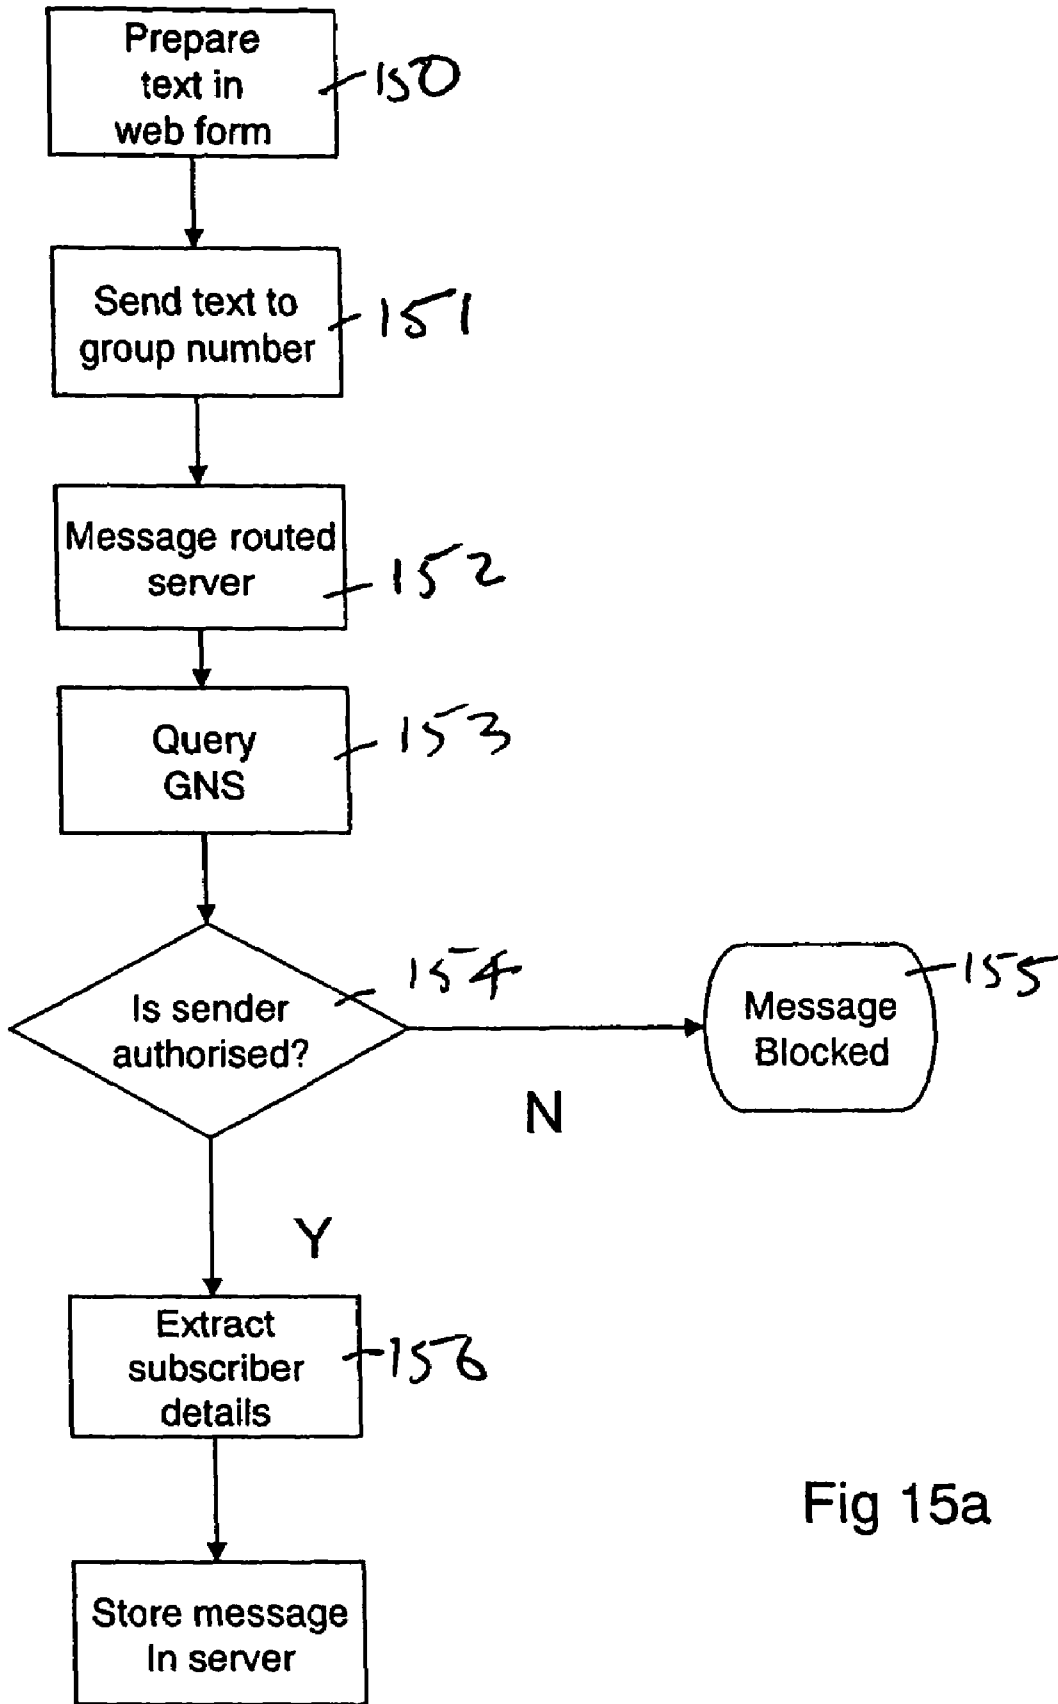 Prepare
text in
web form
150
Send text to
group number
151
Message routed
server
152
Query
GNS
153
Is sender
authorised?
154
Message
Blocked
155
N
Y
Extract
subscriber
details
156
Store message
In server
Fig 15a